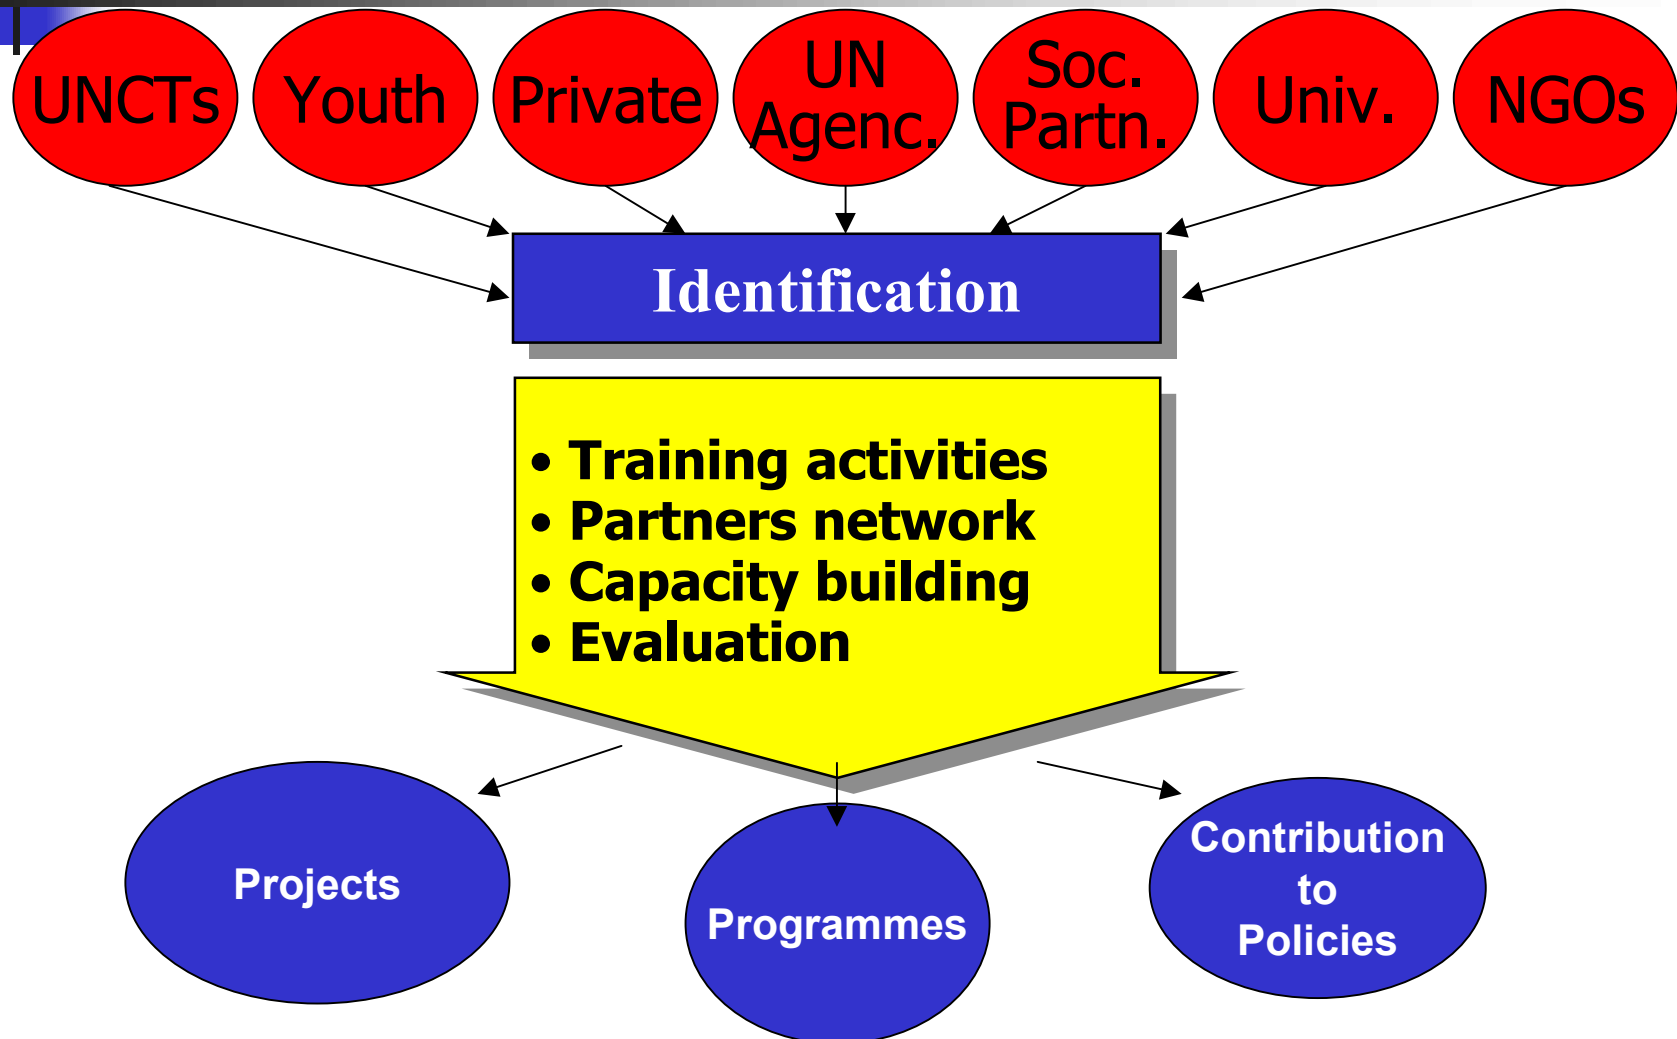 UNCTs
Youth
Private
UN
Agenc.
Soc.
Partn.
Univ.
NGOs
Identification
• Training activities
• Partners network
• Capacity building
• Evaluation
Projects
Programmes
Contribution
to
Policies